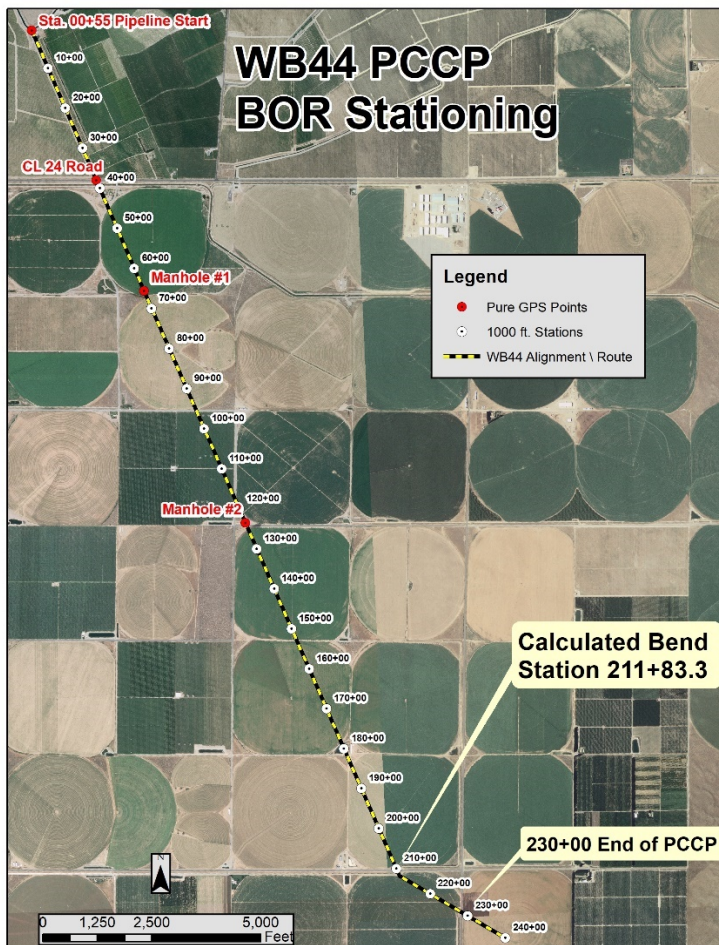 Sta. 00+55 Pipeline Start
WB44 PCCP
BOR Stationing
10+00
20+00
30+00
CL 24 Road
40+00
50+00
60+00
Manhole #1
70+00
80+00
90+00
100+00
110+00
120+00
Manhole #2
130+00
140+00
150+00
160+00
170+00
180+00
190+00
200+00
210+00
220+00
230+00
240+00
Legend
Pure GPS Points
1000 ft. Stations
WB44 Alignment \ Route
Calculated Bend
Station 211+83.3
230+00 End of PCCP
N
0 1,250 2,500 5,000
Feet